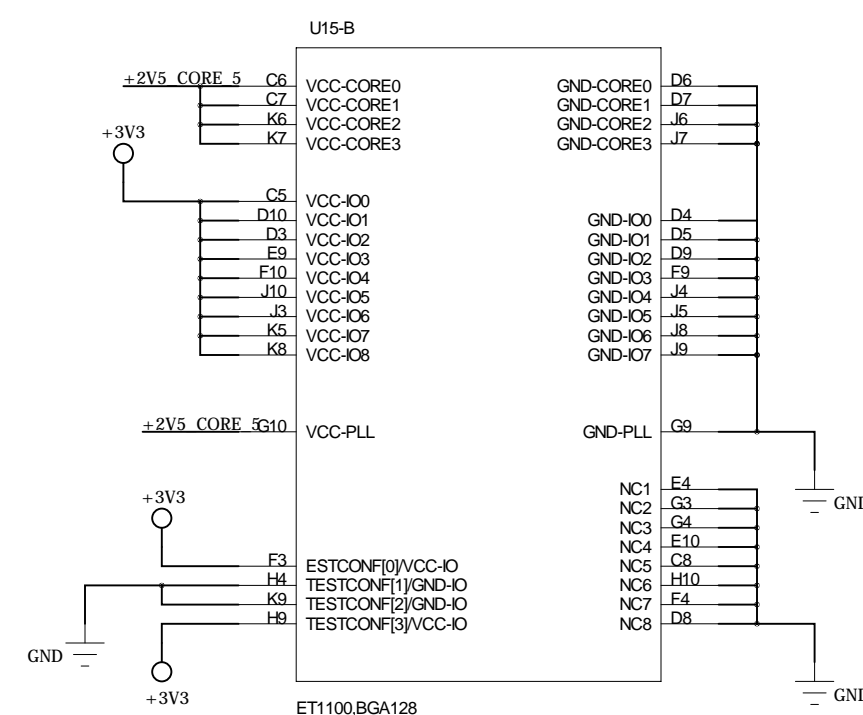 U15-B
+2V5_CORE_5 C6 VCC-CORE0 GND-CORE0 D6
C7 VCC-CORE1 GND-CORE1 D7
K6 VCC-CORE2 GND-CORE2 J6
K7 VCC-CORE3 GND-CORE3 J7
+3V3
C5 VCC-IO0
D10 VCC-IO1 GND-IO0 D4
D3 VCC-IO2 GND-IO1 D5
E9 VCC-IO3 GND-IO2 D9
F10 VCC-IO4 GND-IO3 F9
J10 VCC-IO5 GND-IO4 J4
J3 VCC-IO6 GND-IO5 J5
K5 VCC-IO7 GND-IO6 J8
K8 VCC-IO8 GND-IO7 J9
+2V5_CORE_5 G10 VCC-PLL GND-PLL G9
GND
+3V3
NC1 E4
NC2 G3
NC3 G4
NC4 E10
F3 ESTCONF[0]/VCC-IO NC5 C8
H4 TESTCONF[1]/GND-IO NC6 H10
K9 TESTCONF[2]/GND-IO NC7 F4
H9 TESTCONF[3]/VCC-IO NC8 D8
GND
+3V3
GND
ET1100,BGA128